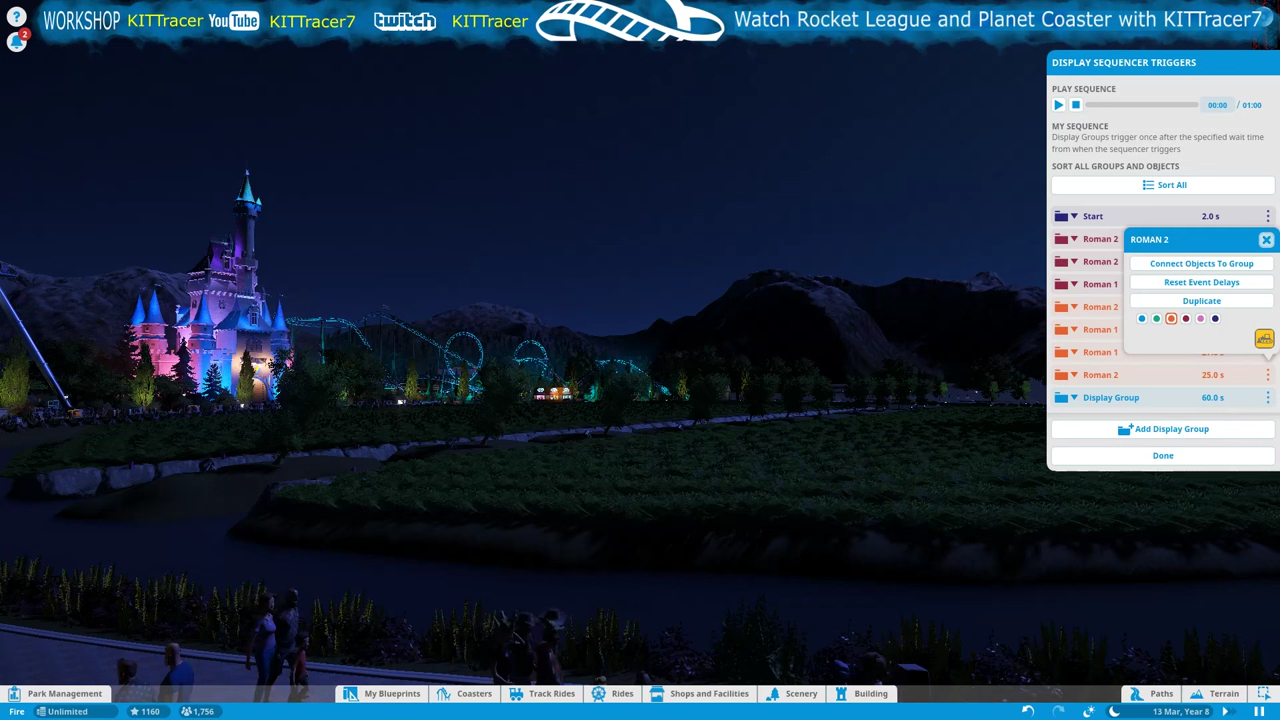 WORKSHOP KITTracer YouTube KITTracer7 twitch KITTracer Watch Rocket League and Planet Coaster with KITTracer7
?
2
DISPLAY SEQUENCER TRIGGERS
PLAY SEQUENCE
00:00 / 01:00
MY SEQUENCE
Display Groups trigger once after the specified wait time
from when the sequencer triggers
SORT ALL GROUPS AND OBJECTS
Sort All
Start 2.0 s
Roman 2
Roman 2
Roman 1
Roman 2
Roman 1
Roman 1
Roman 2 25.0 s
Display Group 60.0 s
ROMAN 2
Connect Objects To Group
Reset Event Delays
Duplicate
Add Display Group
Done
Park Management My Blueprints Coasters Track Rides Rides Shops and Facilities Scenery Building Paths Terrain
Fire Unlimited 1160 1,756 13 Mar, Year 8